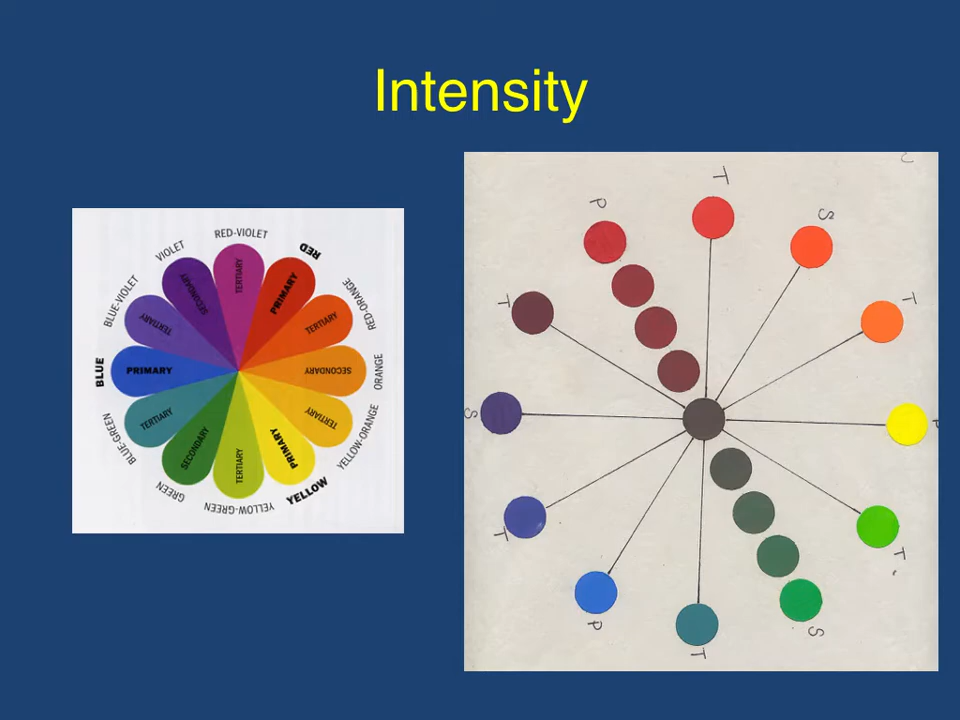 Intensity
RED-VIOLET
TERTIARY
RED
PRIMARY
RED-ORANGE
TERTIARY
ORANGE
SECONDARY
YELLOW-ORANGE
TERTIARY
YELLOW
PRIMARY
YELLOW-GREEN
TERTIARY
GREEN
SECONDARY
BLUE-GREEN
TERTIARY
BLUE
PRIMARY
BLUE-VIOLET
TERTIARY
VIOLET
SECONDARY
T
S
T
P
T
S
T
P
T
S
T
P